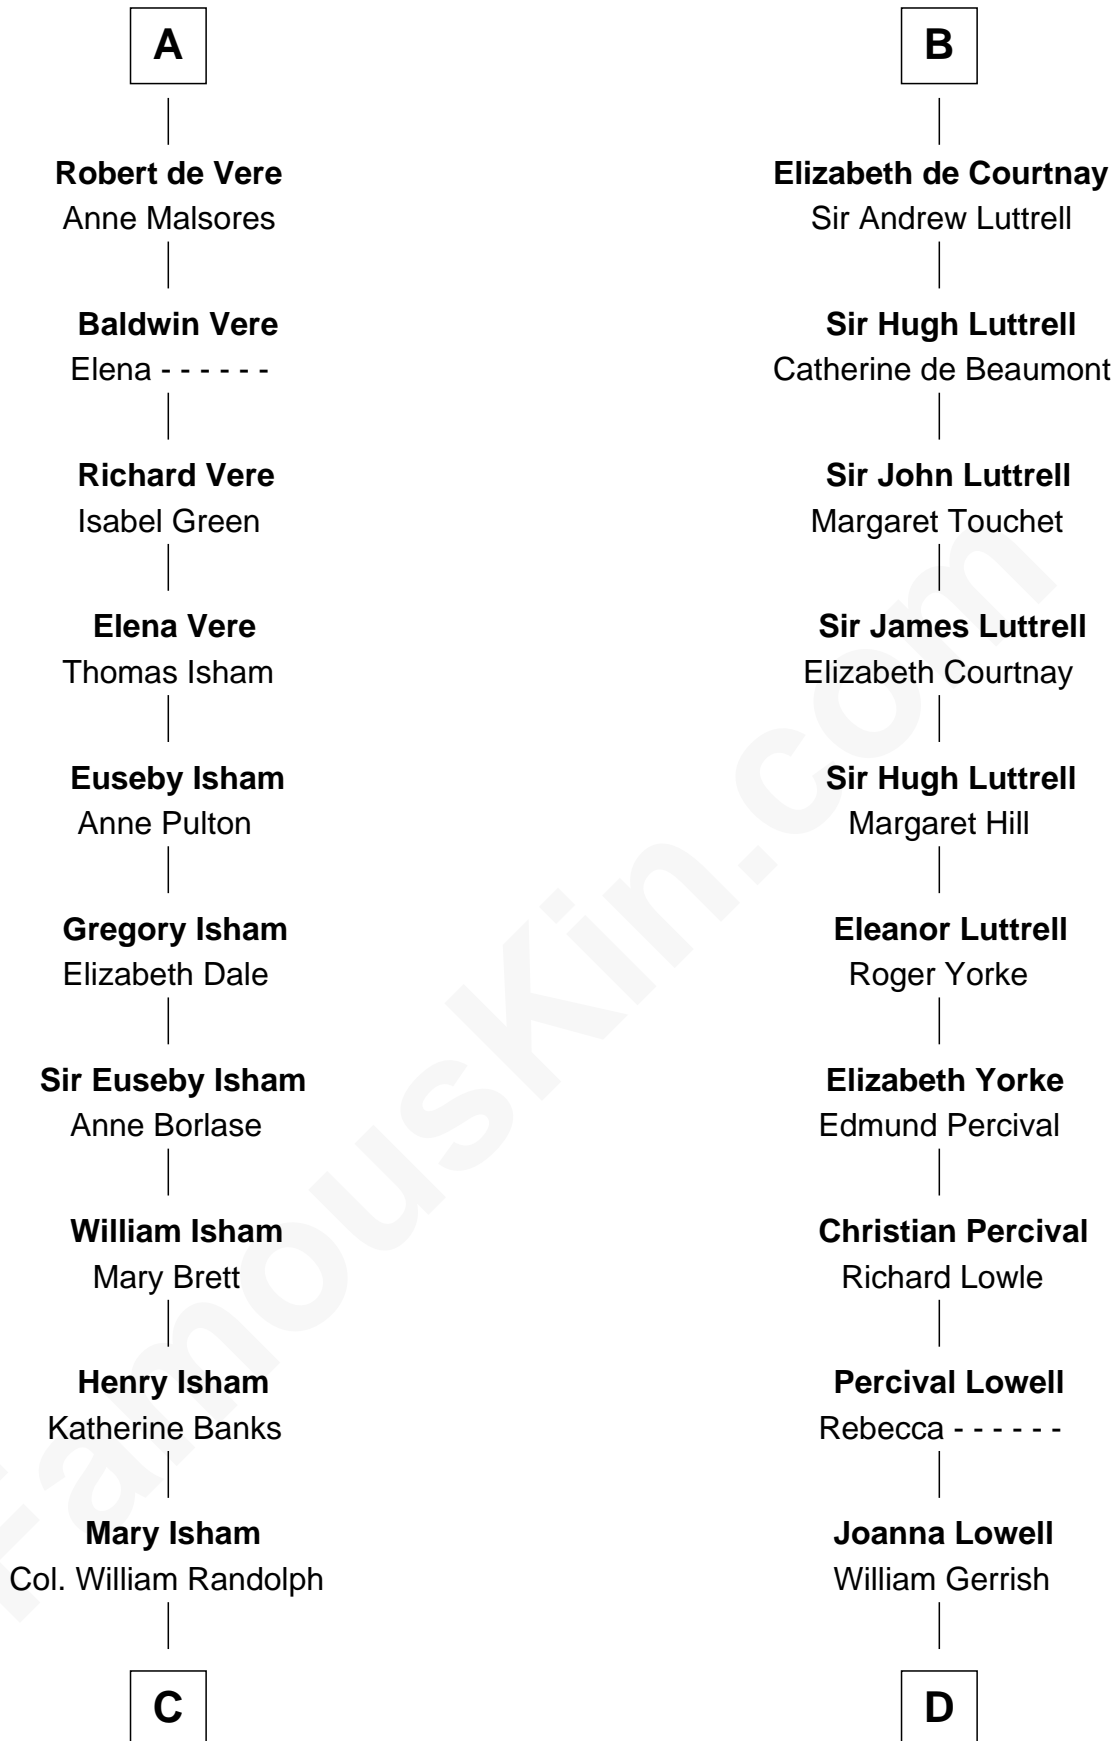 A
Robert de Vere
Anne Malsores
Baldwin Vere
Elena - - - - - -
Richard Vere
Isabel Green
Elena Vere
Thomas Isham
Euseby Isham
Anne Pulton
Gregory Isham
Elizabeth Dale
Sir Euseby Isham
Anne Borlase
William Isham
Mary Brett
Henry Isham
Katherine Banks
Mary Isham
Col. William Randolph
C
B
Elizabeth de Courtnay
Sir Andrew Luttrell
Sir Hugh Luttrell
Catherine de Beaumont
Sir John Luttrell
Margaret Touchet
Sir James Luttrell
Elizabeth Courtnay
Sir Hugh Luttrell
Margaret Hill
Eleanor Luttrell
Roger Yorke
Elizabeth Yorke
Edmund Percival
Christian Percival
Richard Lowle
Percival Lowell
Rebecca - - - - - -
Joanna Lowell
William Gerrish
D
FamousKin.com